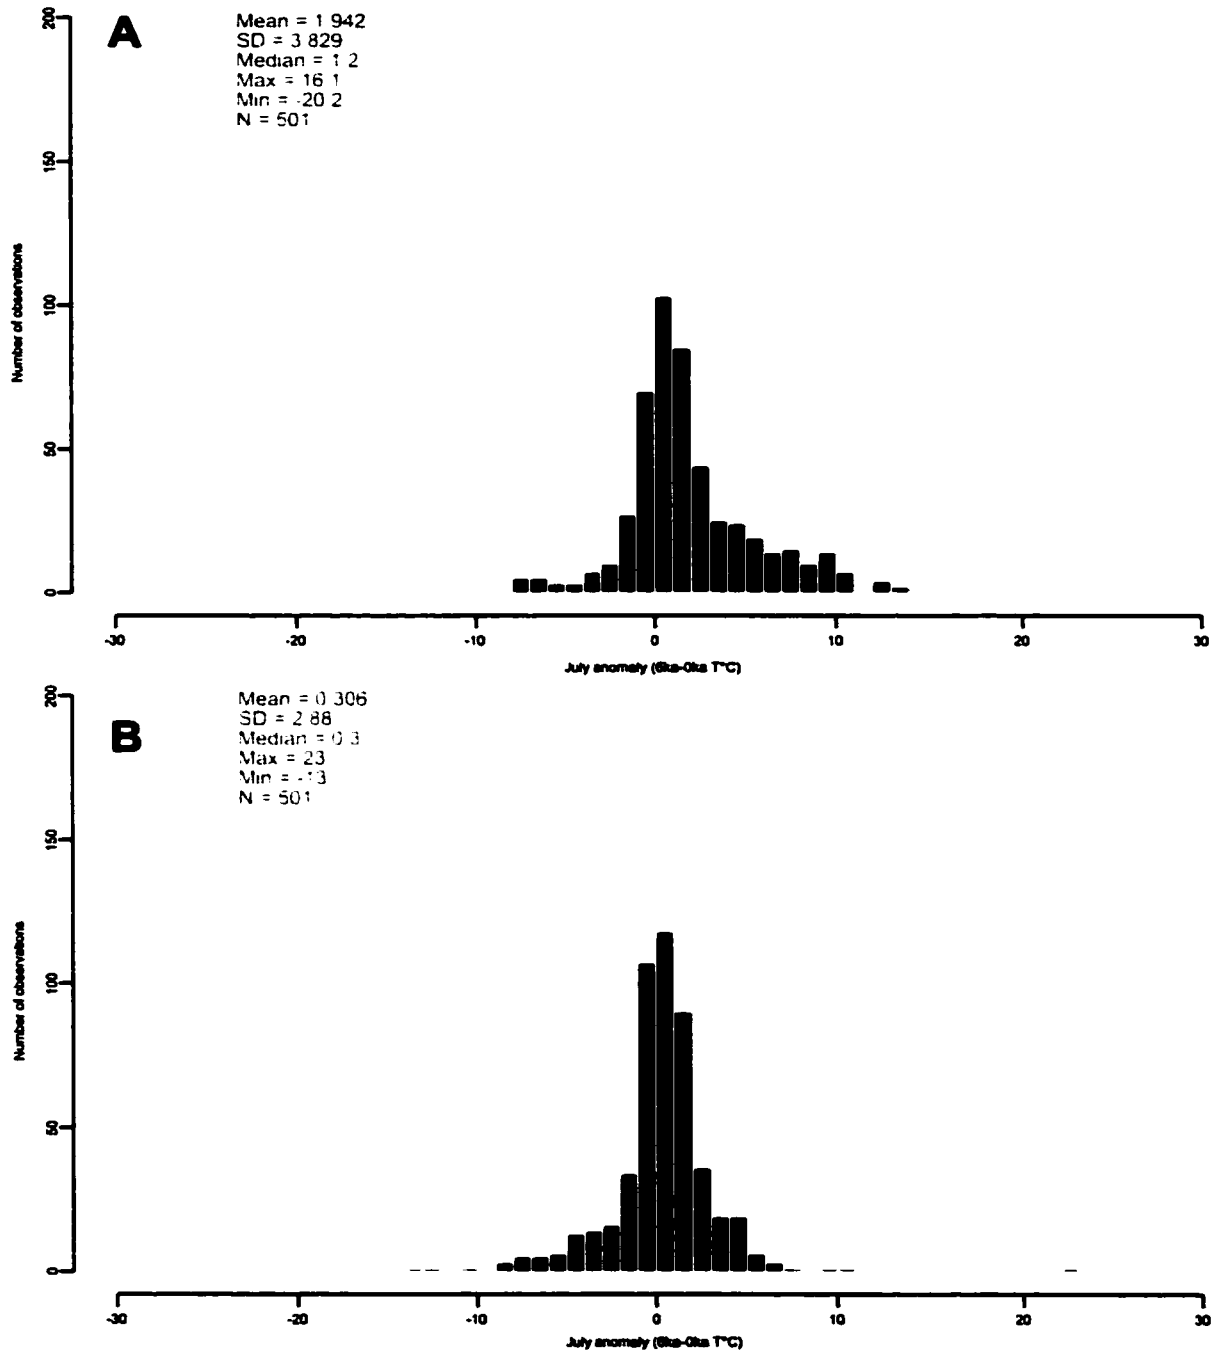 A
Mean = 1 942
SD = 3 829
Median = 1 2
Max = 16 1
Min = -20 2
N = 501
200
150
100
50
0
Number of observations
-30 -20 -10 0 10 20 30
July anomaly (6ka-0ka T°C)
B
Mean = 0 306
SD = 2 88
Median = 0 3
Max = 23
Min = -13
N = 501
200
150
100
50
0
Number of observations
-30 -20 -10 0 10 20 30
July anomaly (6ka-0ka T°C)